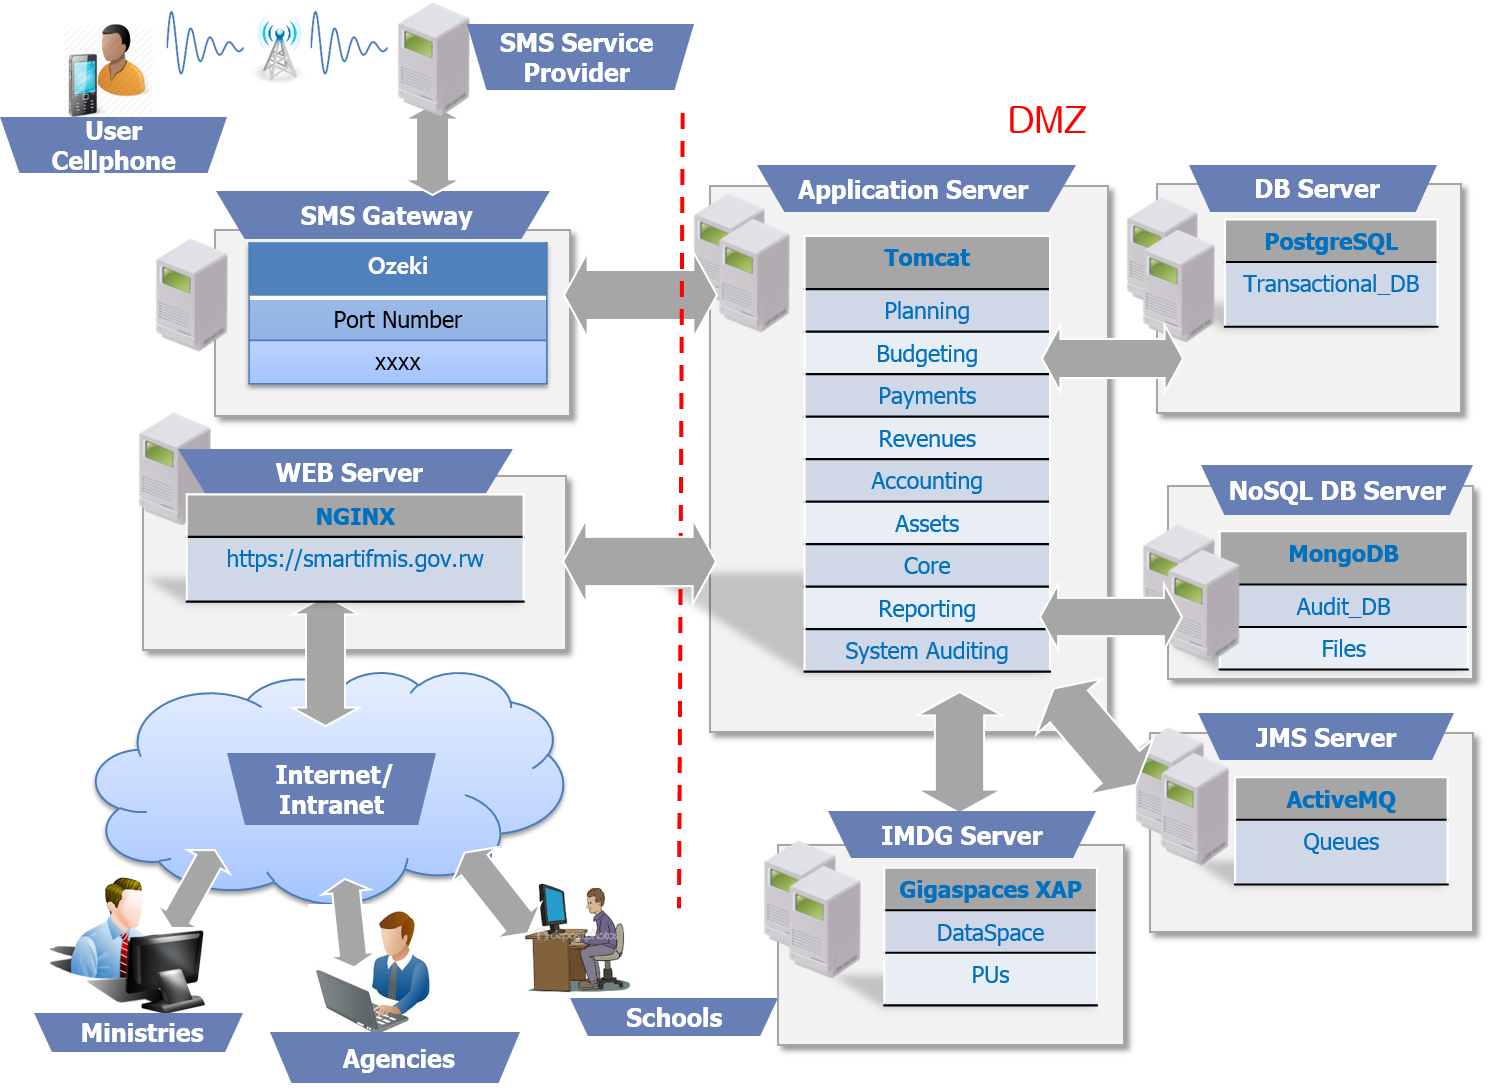 SMS Service
Provider
User
Cellphone
DMZ
SMS Gateway
Ozeki
Port Number
xxxx
Application Server
Tomcat
Planning
Budgeting
Payments
Revenues
Accounting
Assets
Core
Reporting
System Auditing
DB Server
PostgreSQL
Transactional_DB
WEB Server
NGINX
https://smartifmis.gov.rw
NoSQL DB Server
MongoDB
Audit_DB
Files
JMS Server
ActiveMQ
Queues
Internet/
Intranet
IMDG Server
Gigaspaces XAP
DataSpace
PUs
depositphotos
Ministries
Agencies
Schools